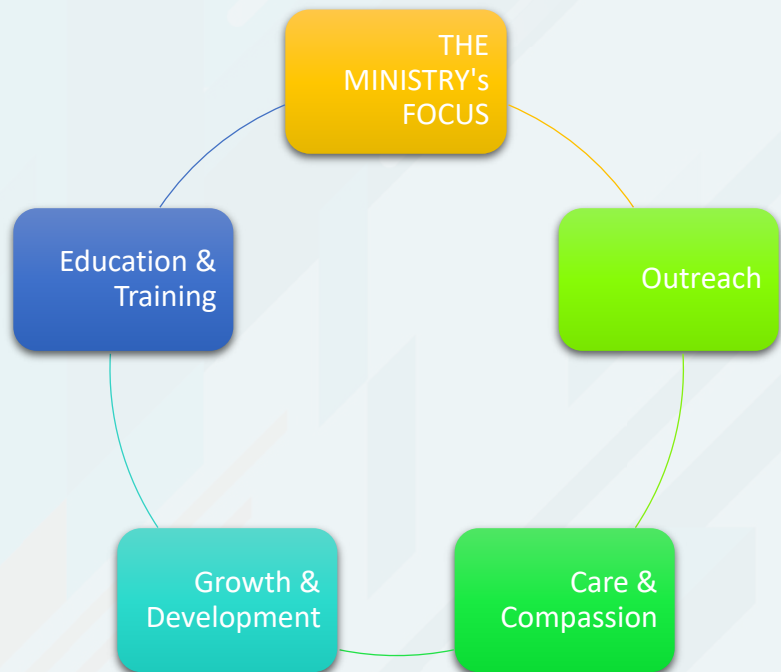 THE
MINISTRY's
FOCUS
Outreach
Care &
Compassion
Growth &
Development
Education &
Training